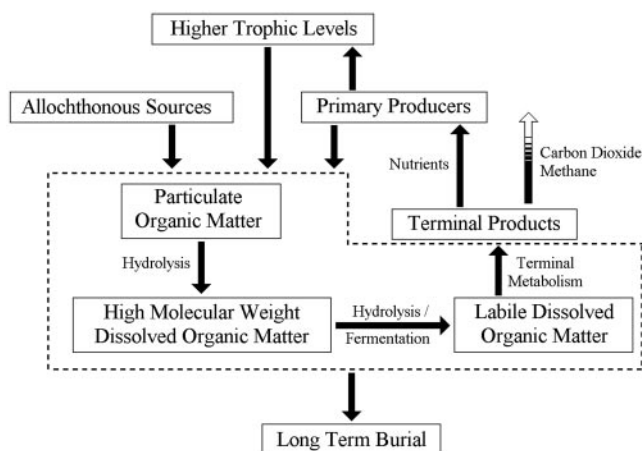 Higher Trophic Levels
Allochthonous Sources
Primary Producers
Nutrients
Carbon Dioxide
Methane
Particulate
Organic Matter
Terminal Products
Hydrolysis
Terminal
Metabolism
High Molecular Weight
Dissolved Organic Matter
Hydrolysis /
Fermentation
Labile Dissolved
Organic Matter
Long Term Burial